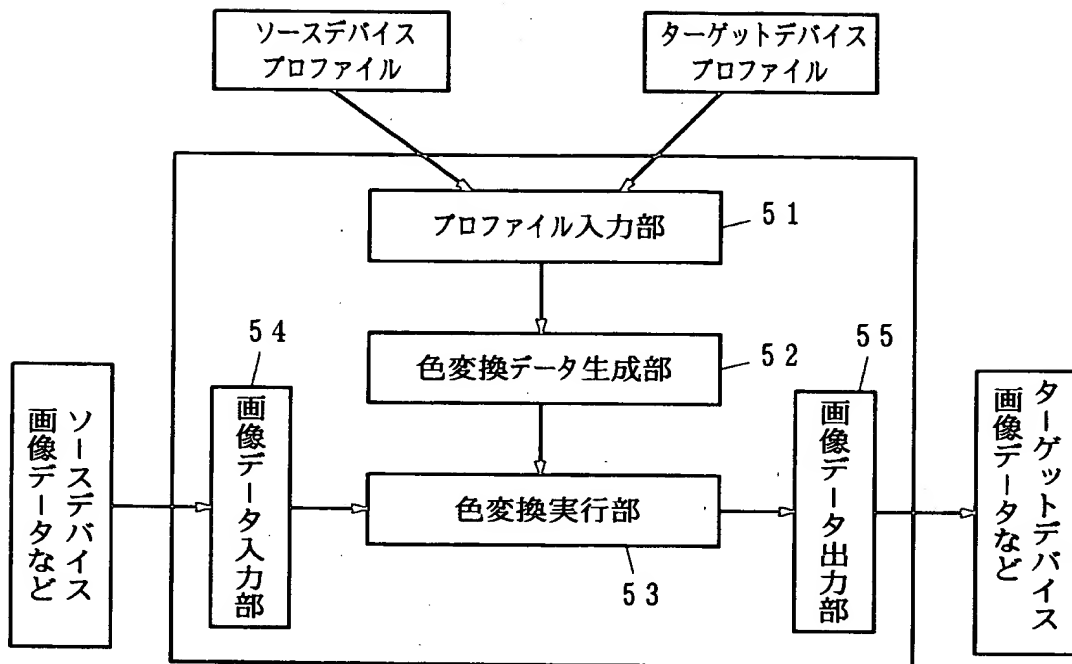 ソースデバイス
プロファイル
ターゲットデバイス
プロファイル
プロファイル入力部
51
色変換データ生成部
52
54
55
ソースデバイス
画像データなど
画像データ入力部
色変換実行部
53
画像データ出力部
ターゲットデバイス
画像データなど